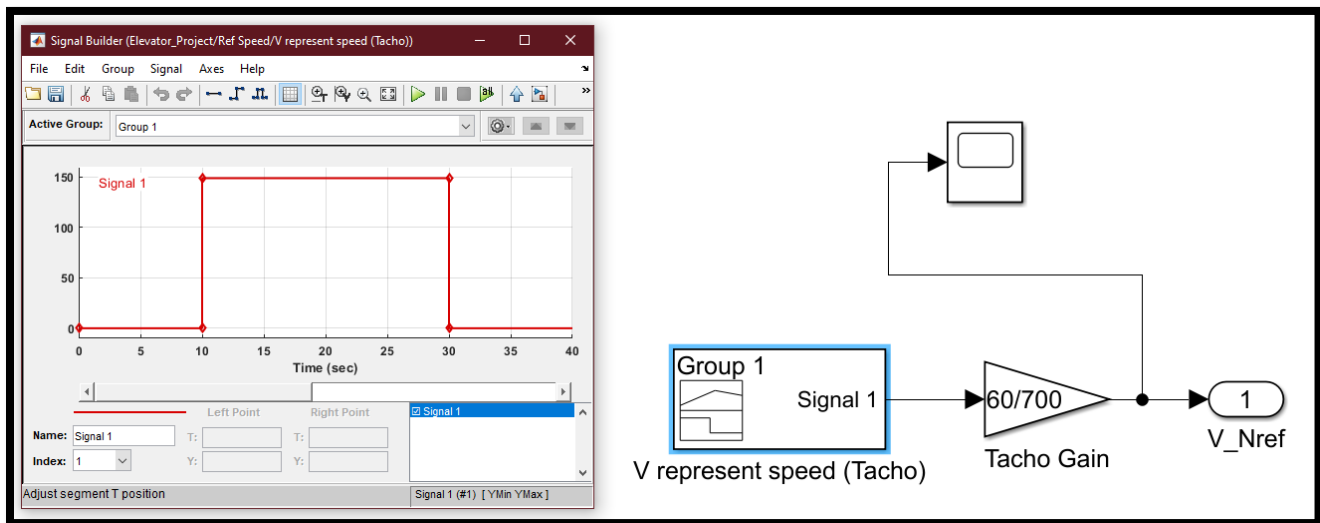 Signal Builder (Elevator_Project/Ref Speed/V represent speed (Tacho))
File Edit Group Signal Axes Help
Active Group: Group 1
150
Signal 1
100
50
0
0 5 10 15 20 25 30 35 40
Time (sec)
Left Point Right Point
Signal 1
Name: Signal 1 T: T:
Index: 1 Y: Y:
Adjust segment T position
Signal 1 (#1) [ YMin YMax ]
Group 1
Signal 1
V represent speed (Tacho)
60/700
Tacho Gain
1
V_Nref